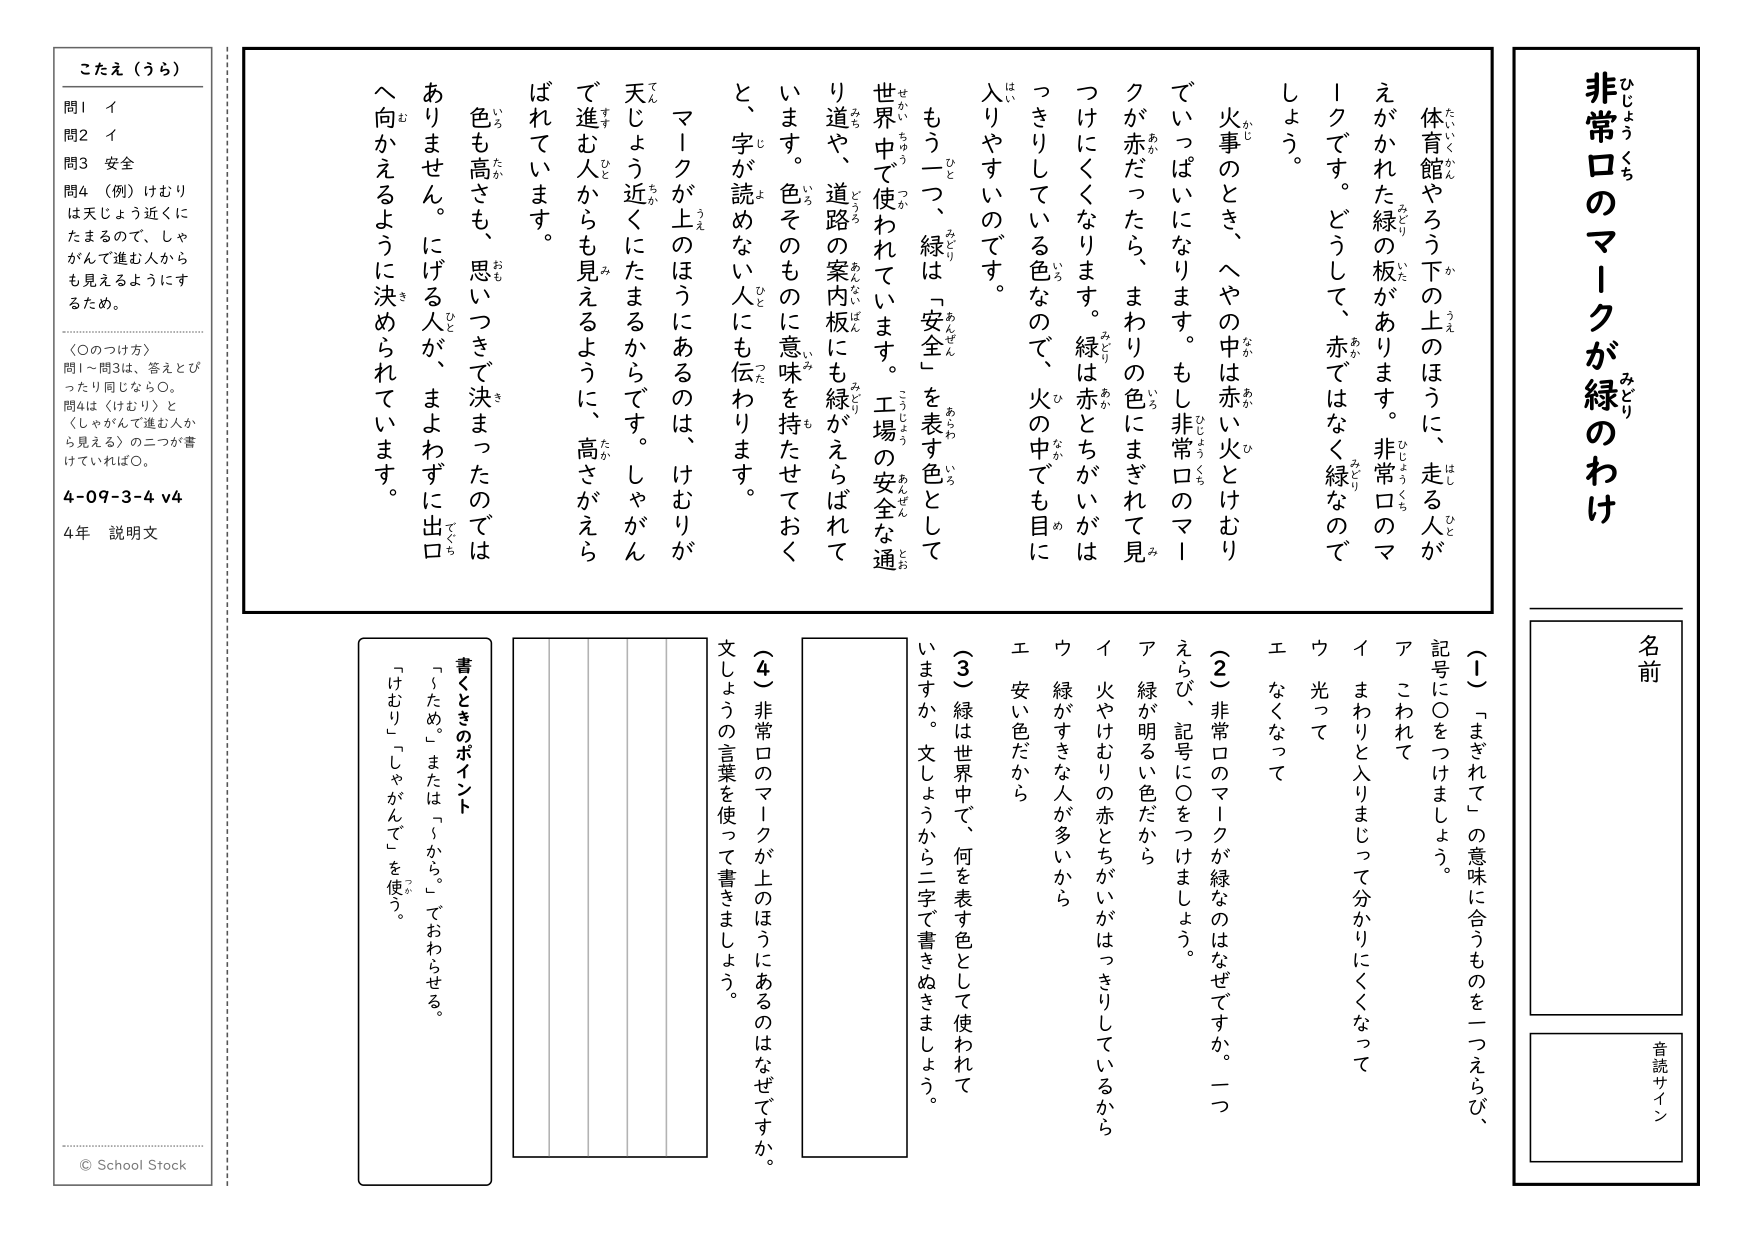 非常口のマークが緑のわけ
名前
音読サイン
体育館やろう下の上のほうに、走る人が
えがかれた緑の板があります。非常口のマ
ークです。どうして、赤ではなく緑なので
しょう。
火事のとき、へやの中は赤い火とけむり
でいっぱいになります。もし非常口のマー
クが赤だったら、まわりの色にまぎれて見
つけにくくなります。緑は赤とちがいがは
っきりしている色なので、火の中でも目に
入りやすいのです。
もう一つ、緑は「安全」を表す色として
世界中で使われています。工場の安全な通
り道や、道路の案内板にも緑がえらばれて
います。色そのものに意味を持たせておく
と、字が読めない人にも伝わります。
マークが上のほうにあるのは、けむりが
天じょう近くにたまるからです。しゃがん
で進む人からも見えるように、高さがえら
ばれています。
色も高さも、思いつきで決まったのでは
ありません。にげる人が、まよわずに出口
へ向かえるように決められています。
（1）「まぎれて」の意味に合うものを一つえらび、
記号に〇をつけましょう。
ア　こわれて
イ　まわりと入りまじって分かりにくくなって
ウ　光って
エ　なくなって
（2）非常口のマークが緑なのはなぜですか。一つ
えらび、記号に〇をつけましょう。
ア　緑が明るい色だから
イ　火やけむりの赤とちがいがはっきりしているから
ウ　緑がすきな人が多いから
エ　安い色だから
（3）緑は世界中で、何を表す色として使われて
いますか。文しょうから二字で書きぬきましょう。
（4）非常口のマークが上のほうにあるのはなぜですか。
文しょうの言葉を使って書きましょう。
書くときのポイント
「～ため。」または「～から。」でおわらせる。
「けむり」「しゃがんで」を使う。
こたえ（うら）
問1　イ
問2　イ
問3　安全
問4　（例）けむり
は天じょう近くに
たまるので、しゃ
がんで進む人から
も見えるようにす
るため。
〈〇のつけ方〉
問1～問3は、答えとぴ
ったり同じなら〇。
問4は〈けむり〉と
〈しゃがんで進む人か
ら見える〉の二つが書
けていれば〇。
4-09-3-4 v4
4年　説明文
© School Stock